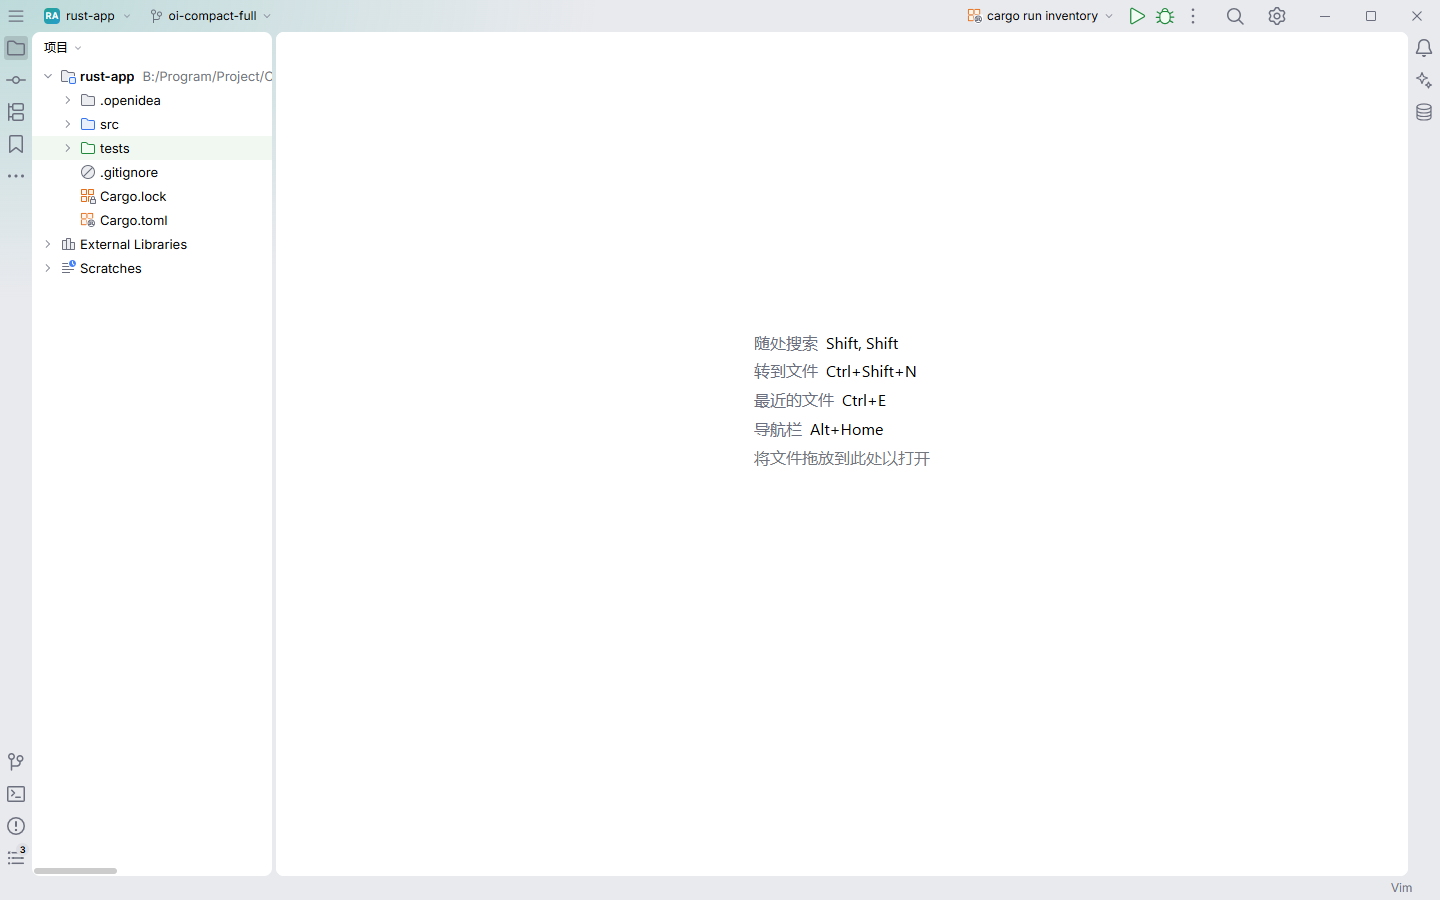 RA rust-app oi-compact-full cargo run inventory
项目
rust-app B:/Program/Project/C
.openidea
src
tests
.gitignore
Cargo.lock
Cargo.toml
External Libraries
Scratches
随处搜索 Shift, Shift
转到文件 Ctrl+Shift+N
最近的文件 Ctrl+E
导航栏 Alt+Home
将文件拖放到此处以打开
3
Vim